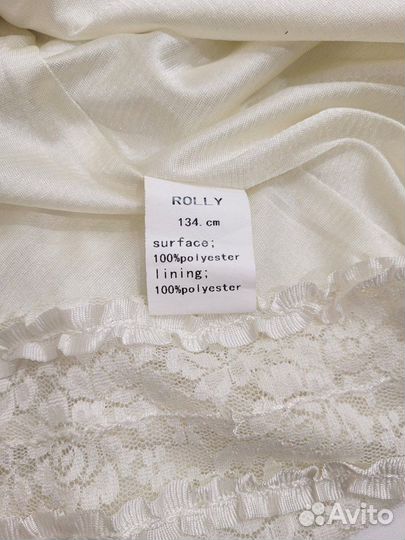 ROLLY
134.cm
surface;
100%polyester
lining;
100%polyester
Avito